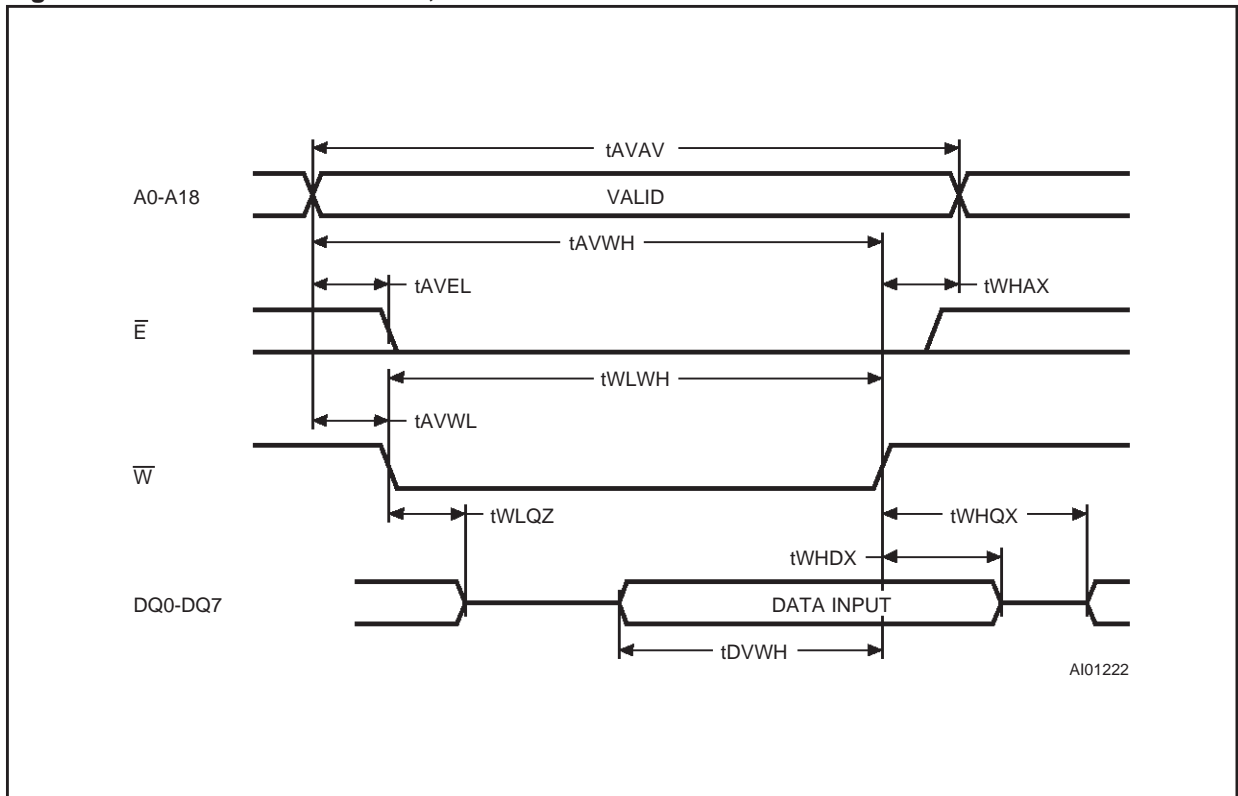 tAVAV
A0-A18
VALID
tAVWH
tAVEL
tWHAX
E̅
tWLWH
tAVWL
W̅
tWLQZ
tWHQX
tWHDX
DQ0-DQ7
DATA INPUT
tDVWH
AI01222